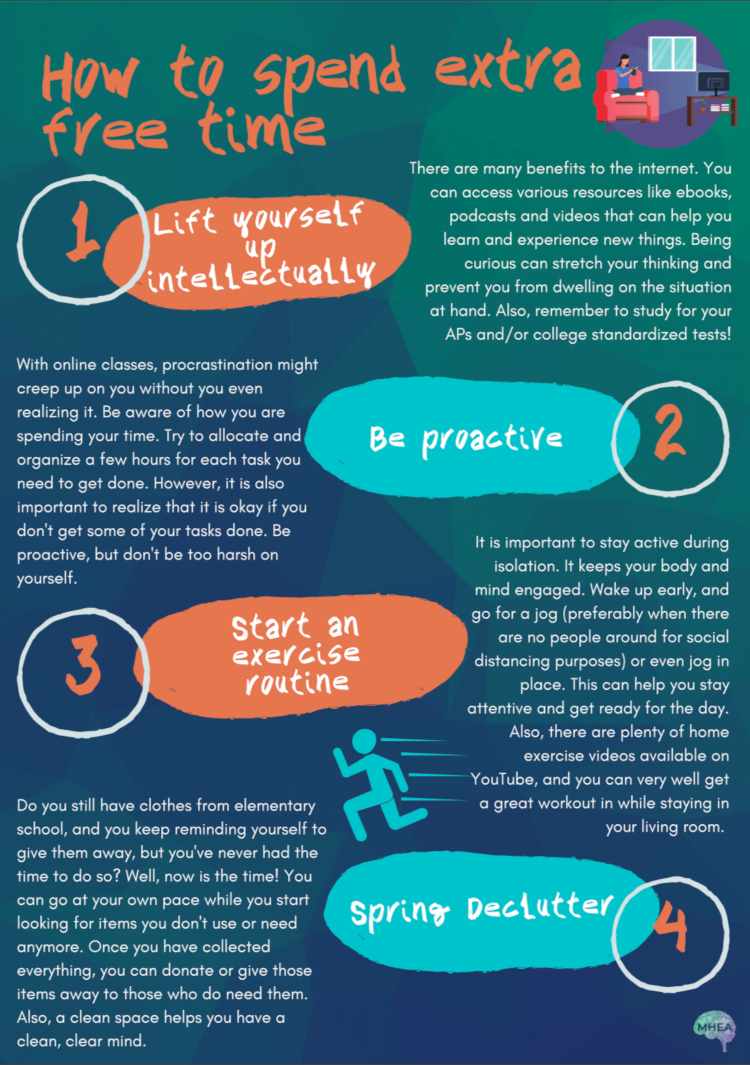 How to spend extra
free time
1
Lift yourself
up
intellectually
There are many benefits to the internet. You
can access various resources like ebooks,
podcasts and videos that can help you
learn and experience new things. Being
curious can stretch your thinking and
prevent you from dwelling on the situation
at hand. Also, remember to study for your
APs and/or college standardized tests!
2
Be proactive
With online classes, procrastination might
creep up on you without you even
realizing it. Be aware of how you are
spending your time. Try to allocate and
organize a few hours for each task you
need to get done. However, it is also
important to realize that it is okay if you
don't get some of your tasks done. Be
proactive, but don't be too harsh on
yourself.
3
Start an
exercise
routine
It is important to stay active during
isolation. It keeps your body and
mind engaged. Wake up early, and
go for a jog (preferably when there
are no people around for social
distancing purposes) or even jog in
place. This can help you stay
attentive and get ready for the day.
Also, there are plenty of home
exercise videos available on
YouTube, and you can very well get
a great workout in while staying in
your living room.
4
Spring Declutter
Do you still have clothes from elementary
school, and you keep reminding yourself to
give them away, but you've never had the
time to do so? Well, now is the time! You
can go at your own pace while you start
looking for items you don't use or need
anymore. Once you have collected
everything, you can donate or give those
items away to those who do need them.
Also, a clean space helps you have a
clean, clear mind.
MHEA